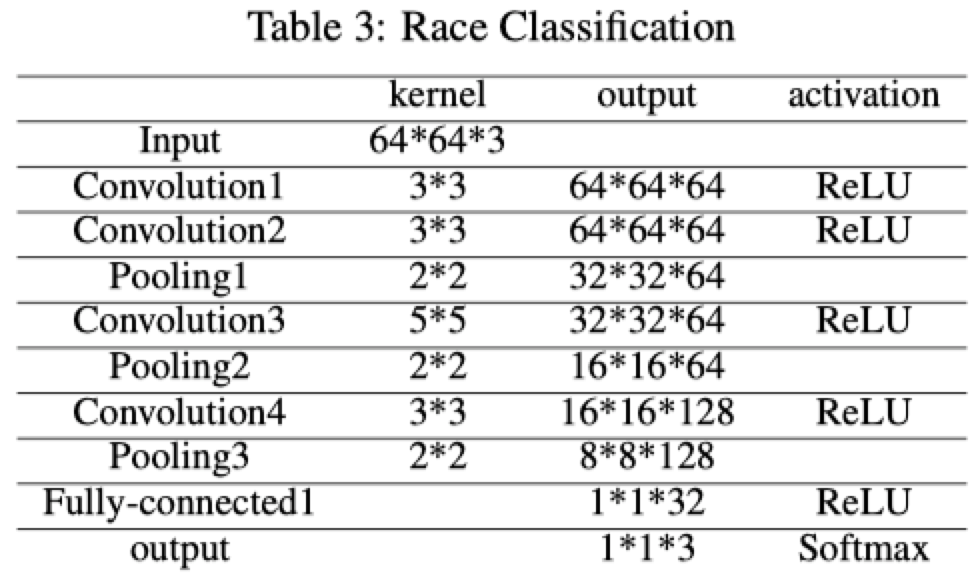 Table 3: Race Classification
kernel output activation
Input 64*64*3
Convolution1 3*3 64*64*64 ReLU
Convolution2 3*3 64*64*64 ReLU
Pooling1 2*2 32*32*64
Convolution3 5*5 32*32*64 ReLU
Pooling2 2*2 16*16*64
Convolution4 3*3 16*16*128 ReLU
Pooling3 2*2 8*8*128
Fully-connected1 1*1*32 ReLU
output 1*1*3 Softmax